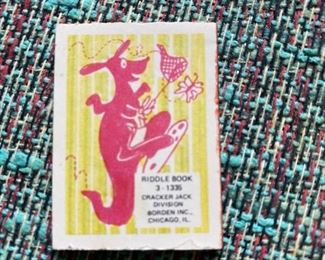 RIDDLE BOOK
3 - 1335
CRACKER JACK
DIVISION
BORDEN INC.,
CHICAGO, IL.